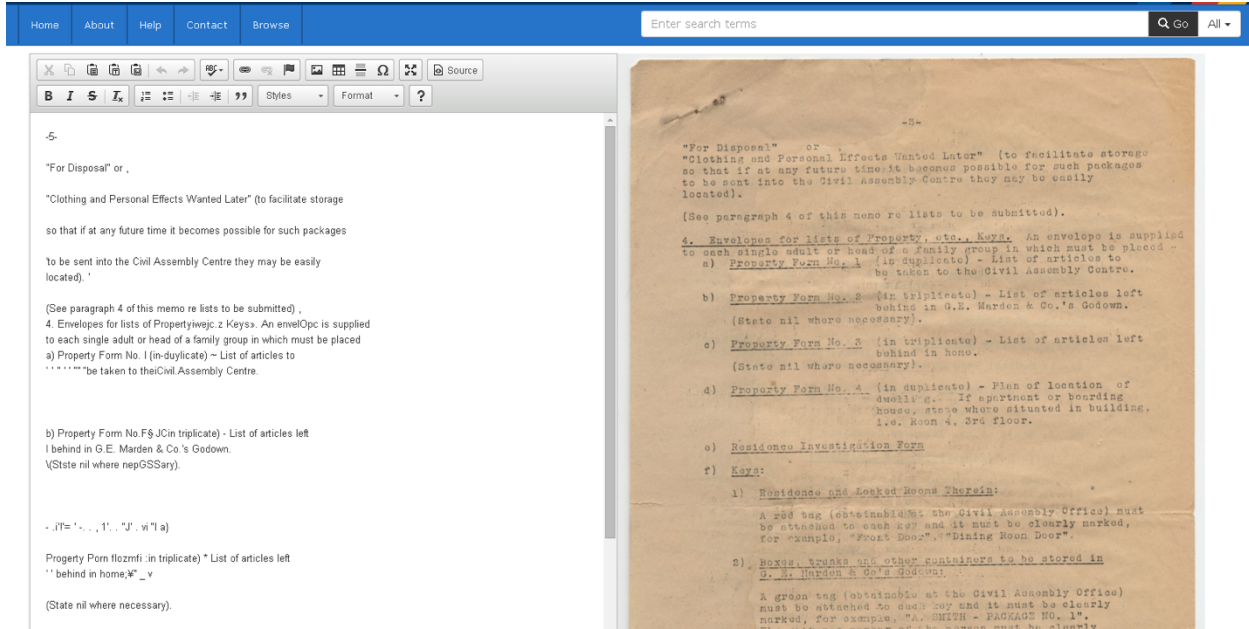 Home About Help Contact Browse
Enter search terms
Go All
ABC
Ω
Source
B I S Ix
Styles Format ?
-5-
"For Disposal" or ,
"Clothing and Personal Effects Wanted Later" (to facilitate storage
so that if at any future time it becomes possible for such packages
'to be sent into the Civil Assembly Centre they may be easily
located). '
(See paragraph 4 of this memo re lists to be submitted) ,
4. Envelopes for lists of Propertyiwejc.z Keys». An envelOpc is supplied
to each single adult or head of a family group in which must be placed
a) Property Form No. I (in-duylicate) ~ List of articles to
' ' " ' ' "" "be taken to theiCivil.Assembly Centre.
b) Property Form No.F§ JCin triplicate) - List of articles left
I behind in G.E. Marden & Co.'s Godown.
\(Stste nil where nepGSSary).
- .i'l'= ' -. . , 1'. . "J' . vi "I a)
Progerty Porn flozmfi :in triplicate) * List of articles left
' ' behind in home;¥" _ v
(State nil where necessary).
-3-
"For Disposal" or
"Clothing and Personal Effects Wanted Later" (to facilitate storage
so that if at any future time it becomes possible for such packages
to be sent into the Civil Assembly Centre they may be easily
located).
(See paragraph 4 of this memo re lists to be submitted).
4. Envelopes for lists of Property, etc., Keys. An envelope is supplied
to each single adult or head of a family group in which must be placed -
a) Property Form No. 1 (in duplicate) - List of articles to
be taken to the Civil Assembly Centre.
b) Property Form No. 2 (in triplicate) - List of articles left
behind in G.E. Marden & Co.'s Godown.
(State nil where necessary).
c) Property Form No. 3 (in triplicate) - List of articles left
behind in home.
(State nil where necessary).
d) Property Form No. 4 (in duplicate) - Plan of location of
dwelling. If apartment or boarding
house, state where situated in building,
i.e. Room 4, 3rd floor.
e) Residence Investigation Form
f) Keys:
1) Residence and Locked Rooms Therein:
A red tag (obtainable at the Civil Assembly Office) must
be attached to each key and it must be clearly marked,
for example, "Front Door", "Dining Room Door".
2) Boxes, trunks and other containers to be stored in
G. E. Marden & Co's Godown:
A green tag (obtainable at the Civil Assembly Office)
must be attached to each key and it must be clearly
marked, for example, "A. SMITH - PACKAGE NO. 1".
must be clearly